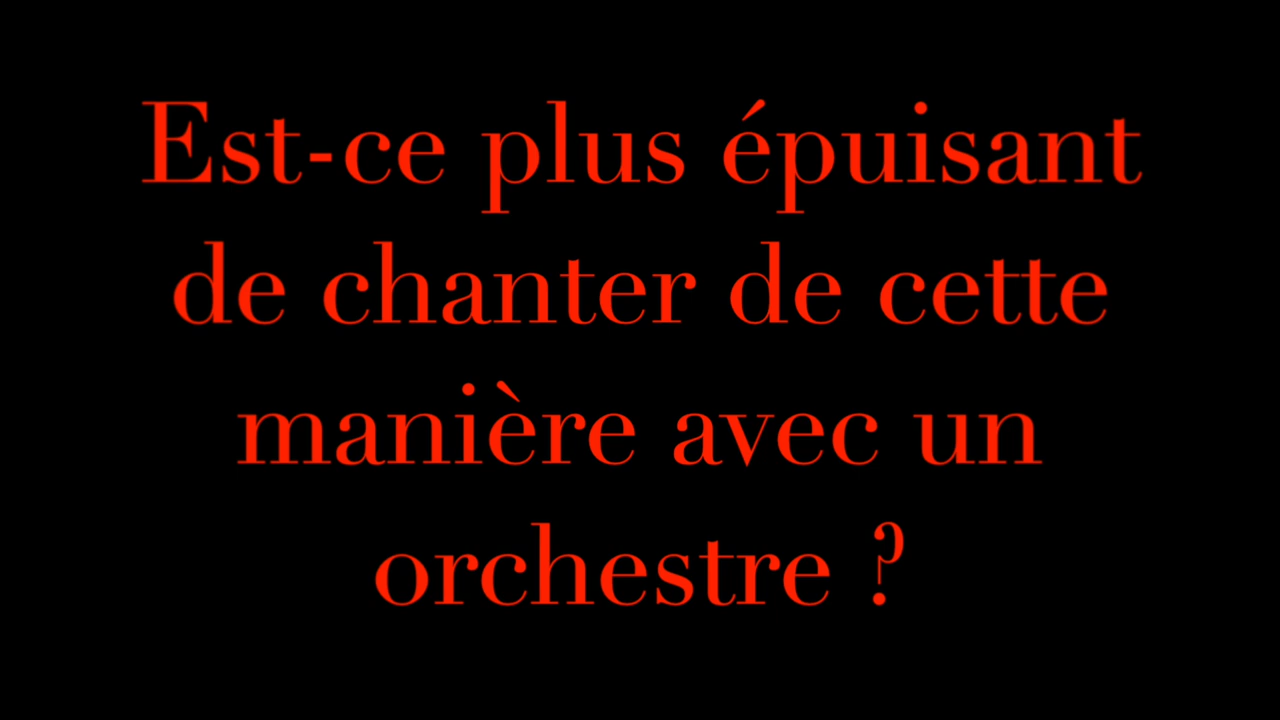 Est-ce plus épuisant
de chanter de cette
manière avec un
orchestre ?